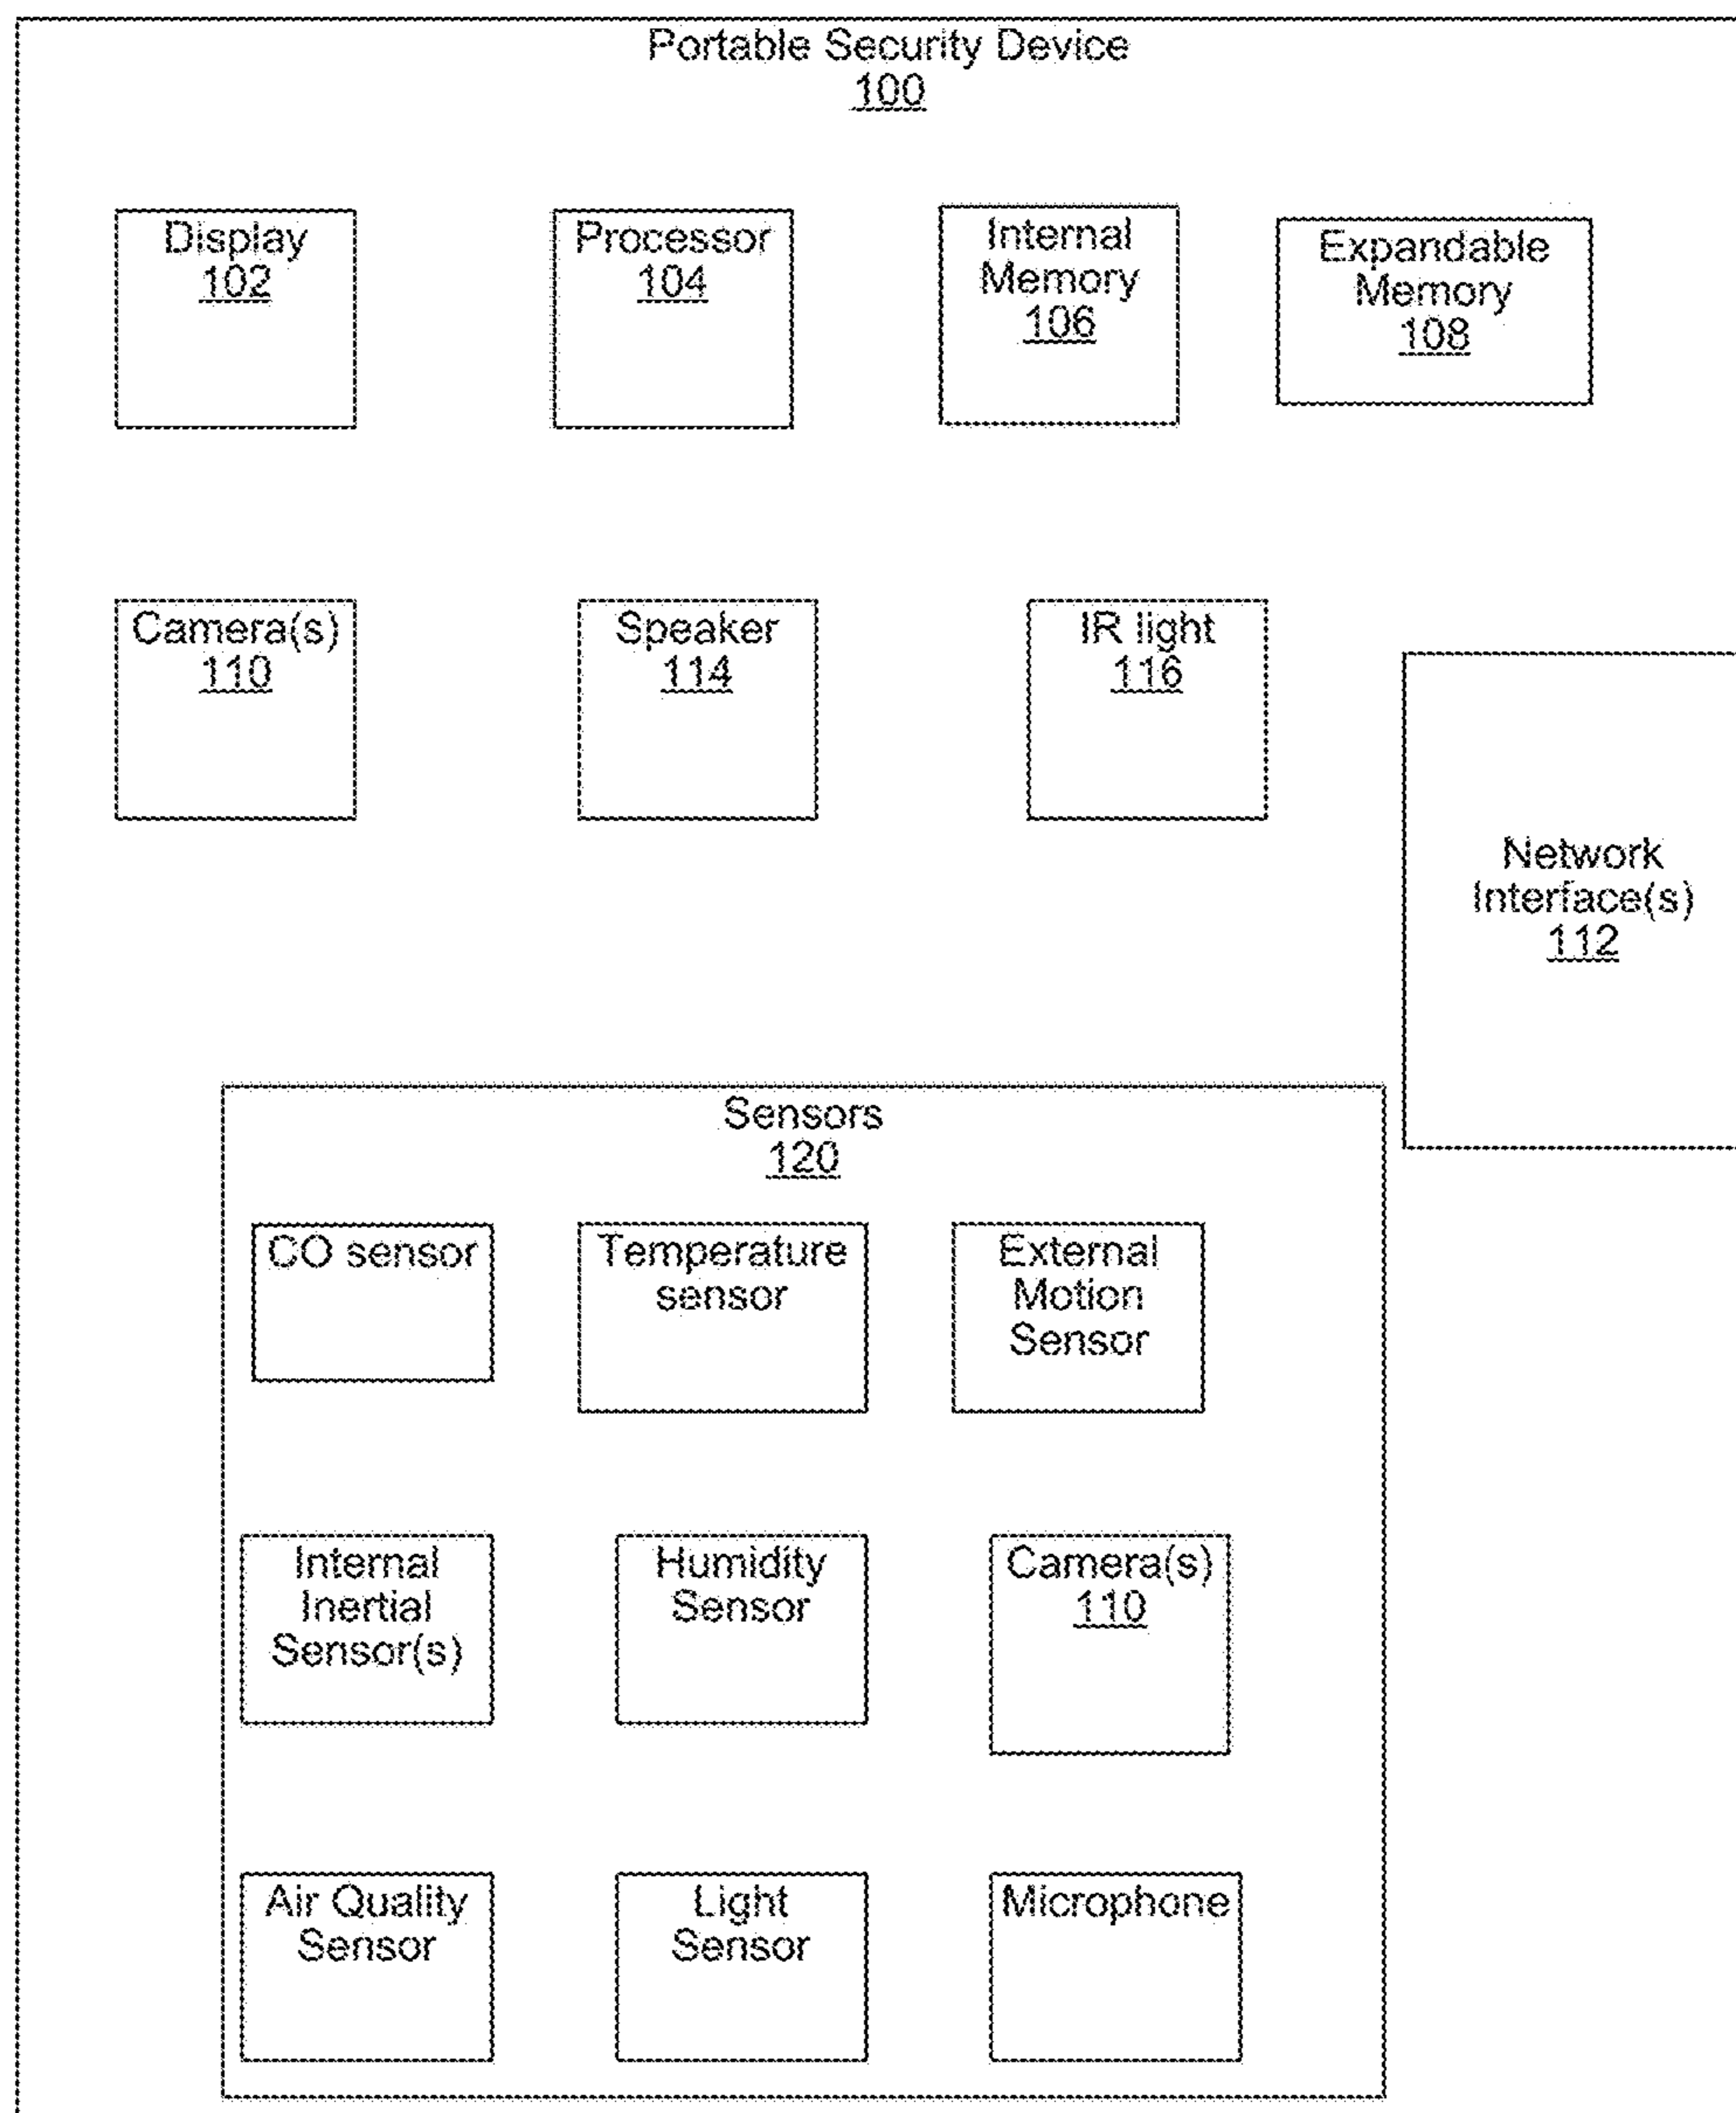 Portable Security Device
100
Display
102
Processor
104
Internal
Memory
106
Expandable
Memory
108
Camera(s)
110
Speaker
114
IR light
116
Network
Interface(s)
112
Sensors
120
CO sensor
Temperature
sensor
External
Motion
Sensor
Internal
Inertial
Sensor(s)
Humidity
Sensor
Camera(s)
110
Air Quality
Sensor
Light
Sensor
Microphone